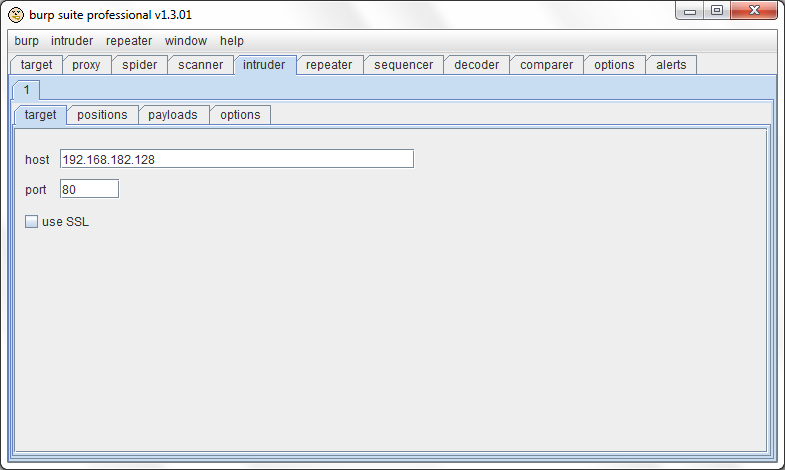 burp suite professional v1.3.01
burp intruder repeater window help
target proxy spider scanner intruder repeater sequencer decoder comparer options alerts
1
target positions payloads options
host 192.168.182.128
port 80
use SSL